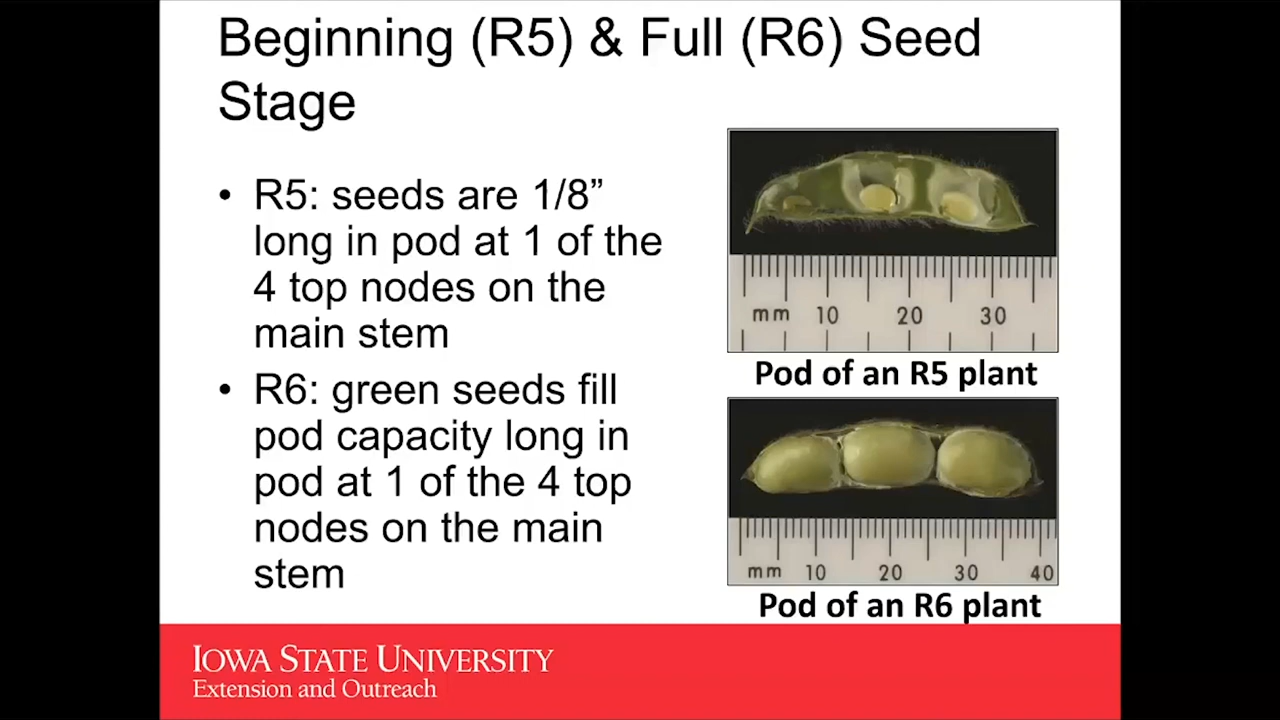 Beginning (R5) & Full (R6) Seed
Stage
• R5: seeds are 1/8”
long in pod at 1 of the
4 top nodes on the
main stem
• R6: green seeds fill
pod capacity long in
pod at 1 of the 4 top
nodes on the main
stem
mm 10 20 30
Pod of an R5 plant
mm 10 20 30 40
Pod of an R6 plant
IOWA STATE UNIVERSITY
Extension and Outreach